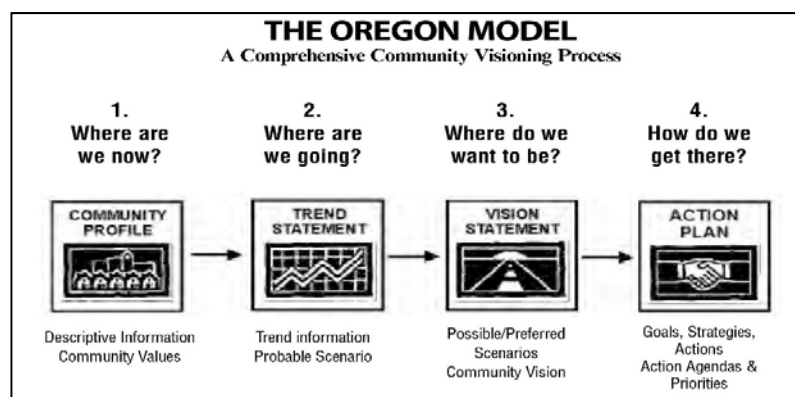 THE OREGON MODEL
A Comprehensive Community Visioning Process
1.
Where are
we now?
COMMUNITY
PROFILE
Descriptive Information
Community Values
2.
Where are
we going?
TREND
STATEMENT
Trend information
Probable Scenario
3.
Where do we
want to be?
VISION
STATEMENT
Possible/Preferred
Scenarios
Community Vision
4.
How do we
get there?
ACTION
PLAN
Goals, Strategies,
Actions
Action Agendas &
Priorities